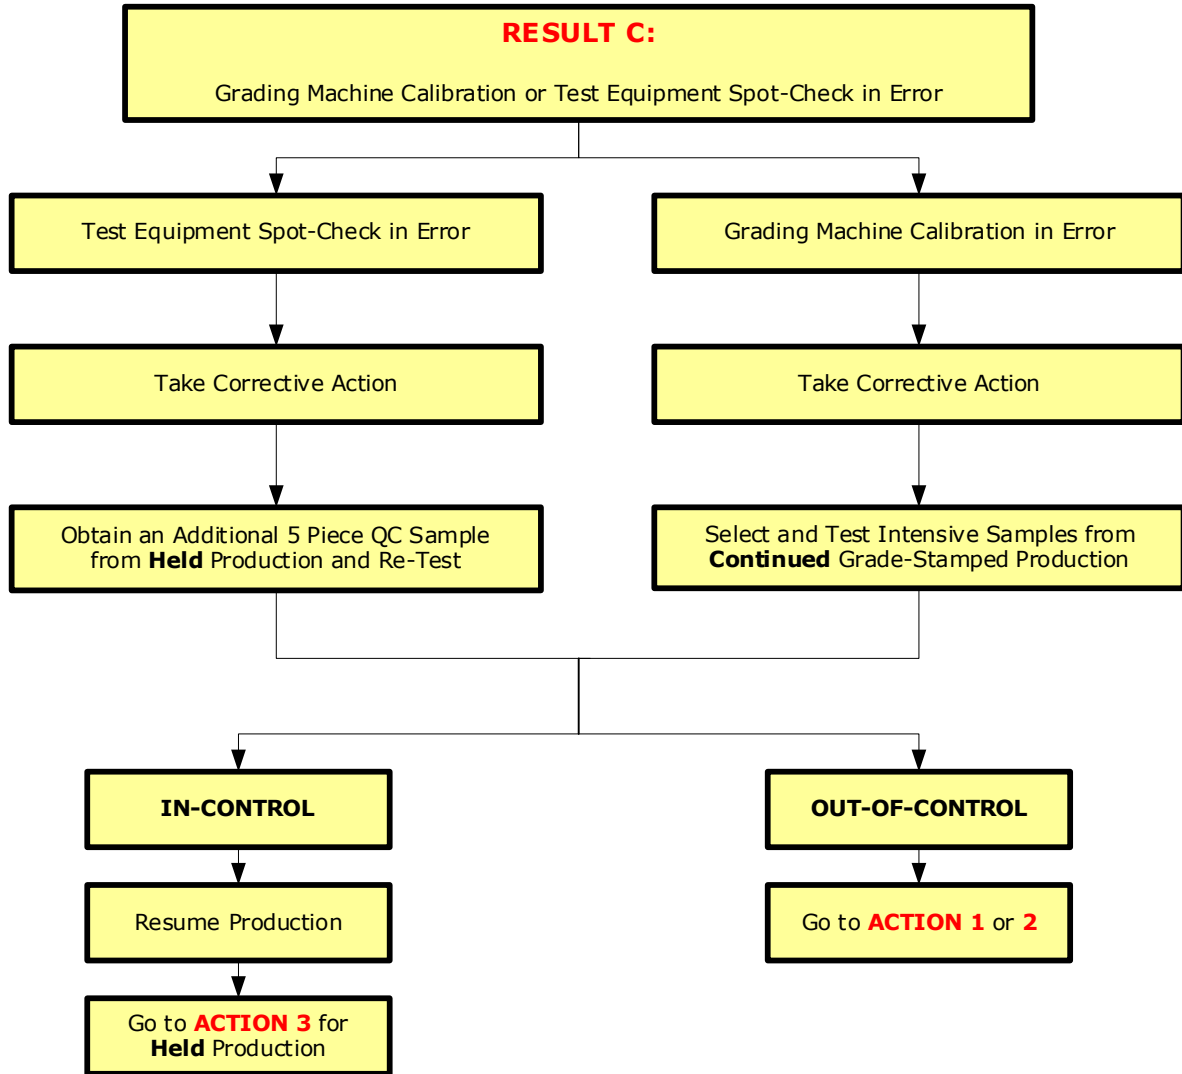 RESULT C:
Grading Machine Calibration or Test Equipment Spot-Check in Error
Test Equipment Spot-Check in Error
Grading Machine Calibration in Error
Take Corrective Action
Take Corrective Action
Obtain an Additional 5 Piece QC Sample
from Held Production and Re-Test
Select and Test Intensive Samples from
Continued Grade-Stamped Production
IN-CONTROL
OUT-OF-CONTROL
Resume Production
Go to ACTION 1 or 2
Go to ACTION 3 for
Held Production